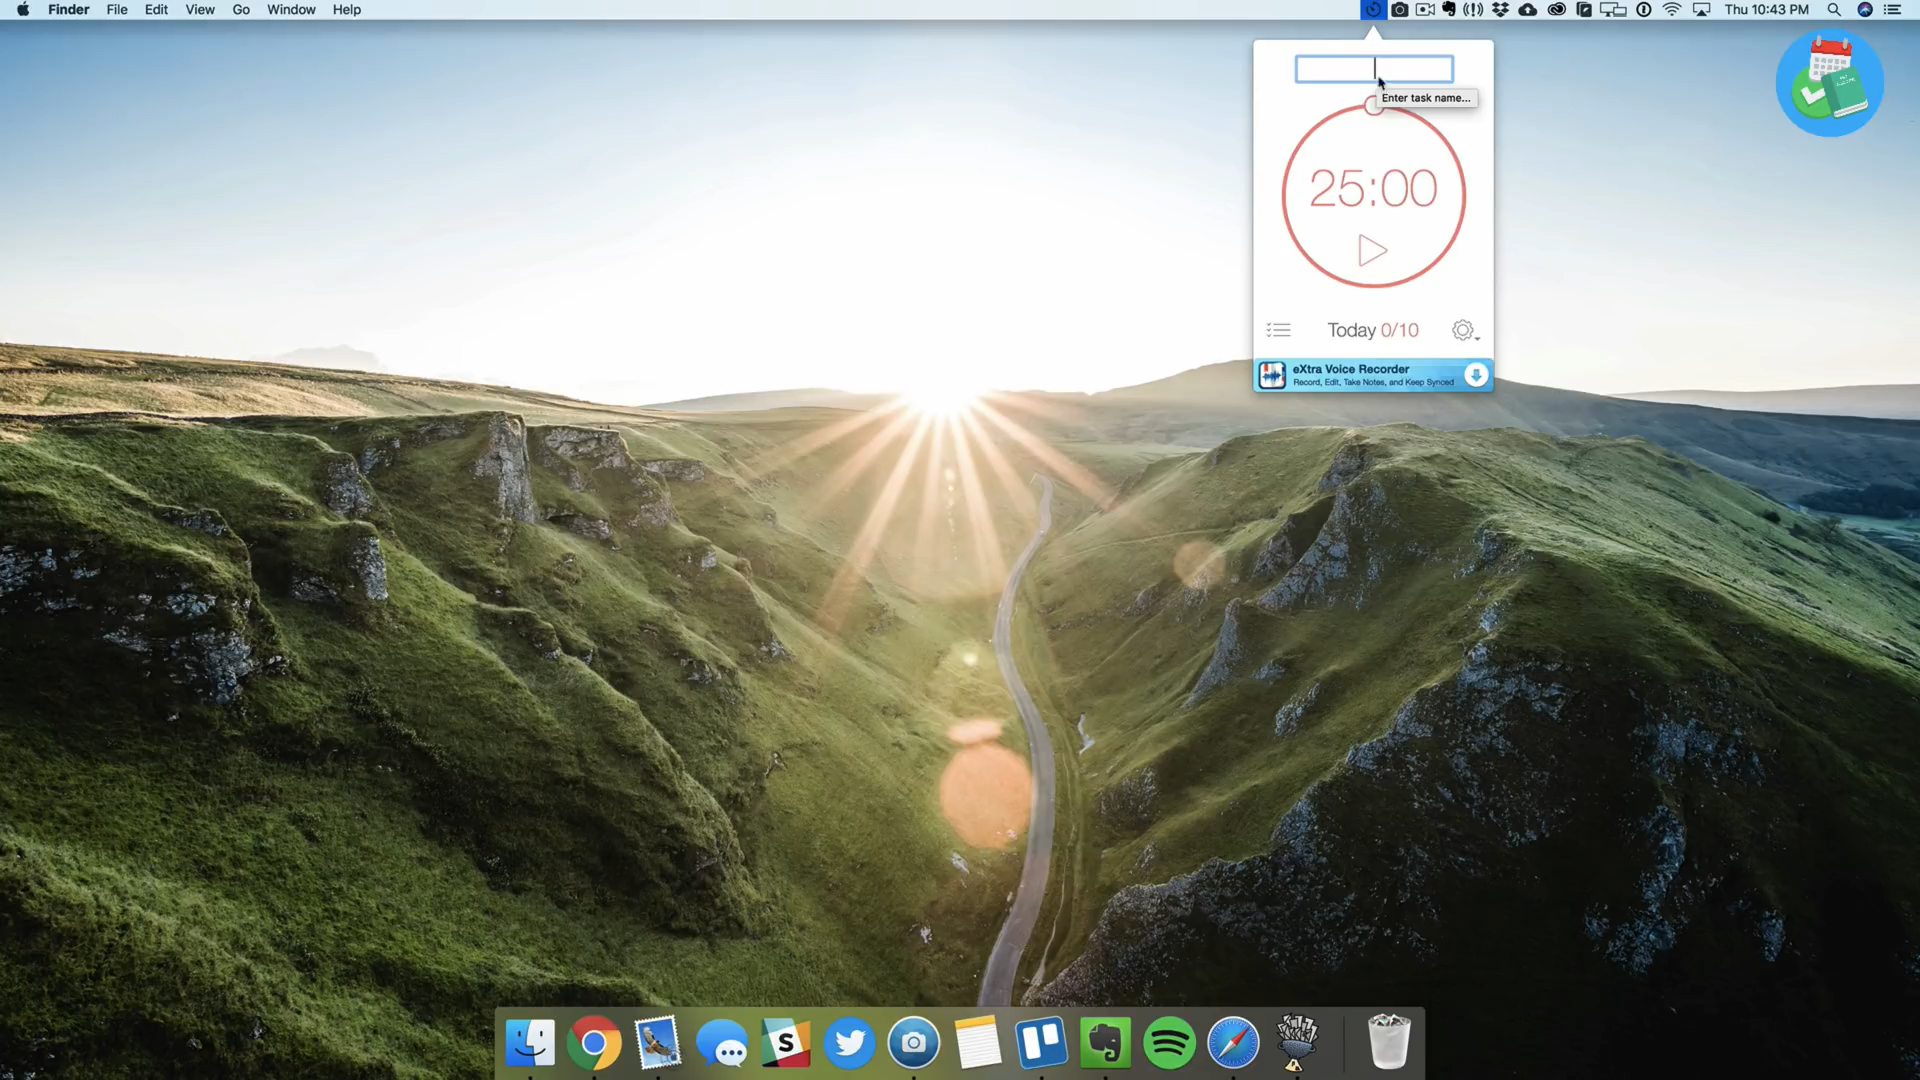 Finder File Edit View Go Window Help
Thu 10:43 PM
Enter task name...
25:00
Today 0/10
eXtra Voice Recorder
Record, Edit, Take Notes, and Keep Synced
S